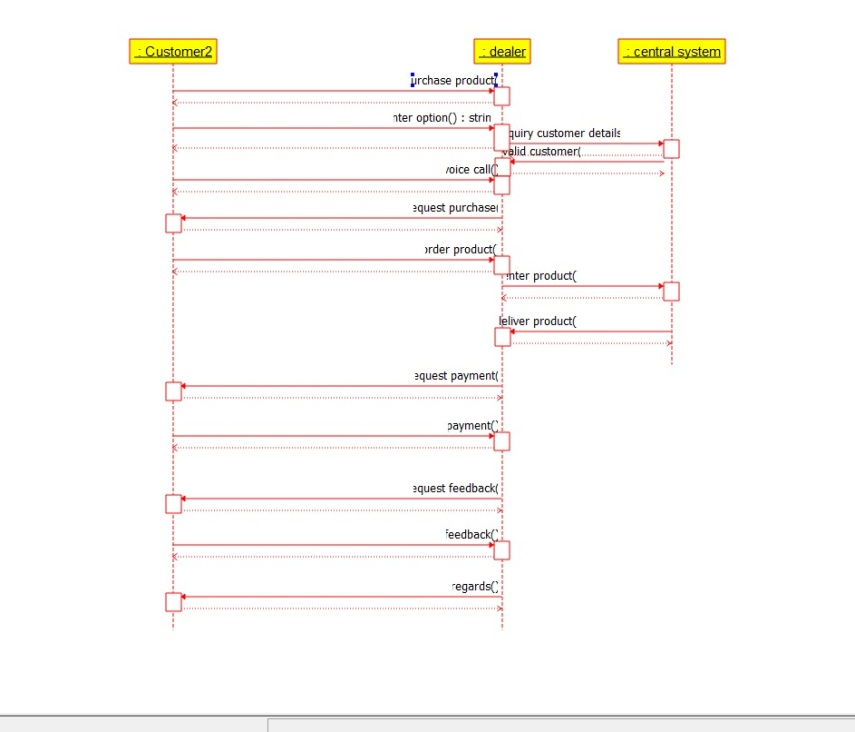 : Customer2
: dealer
: central system
urchase product(
nter option() : strin
quiry customer details
valid customer(
voice call()
equest purchase(
order product(
nter product(
leliver product(
equest payment(
payment()
equest feedback(
feedback()
regards()